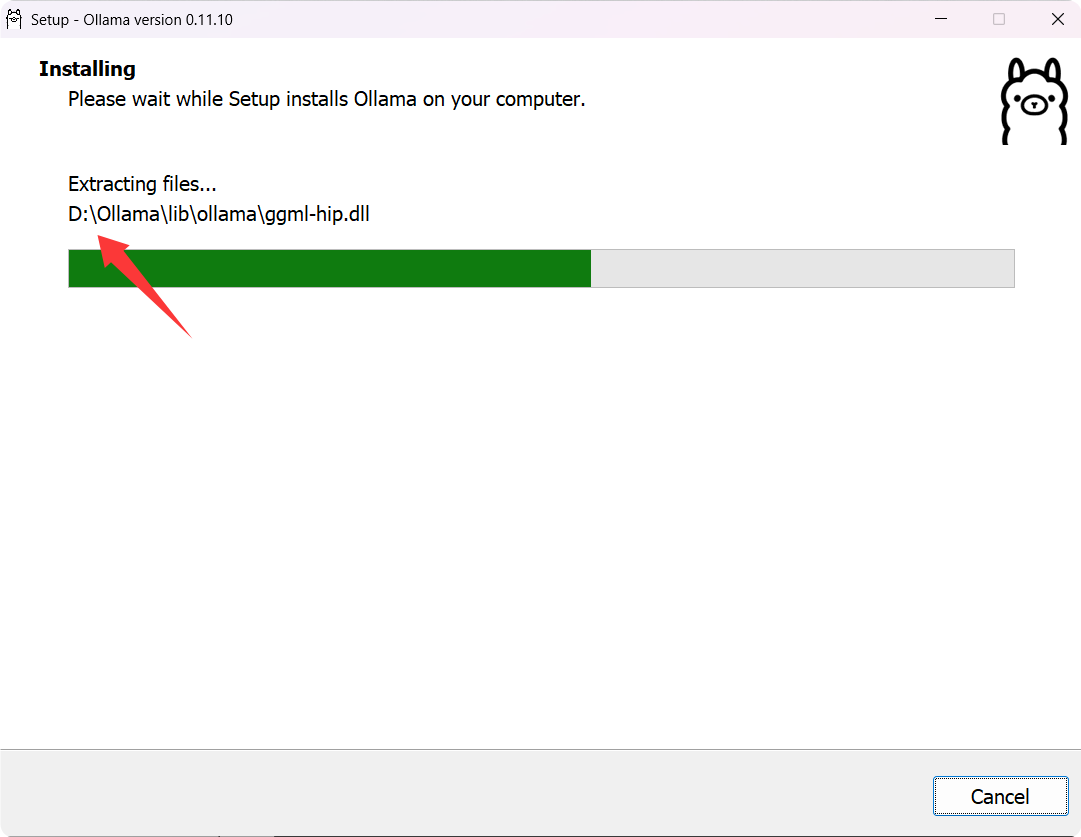 Setup - Ollama version 0.11.10
Installing
Please wait while Setup installs Ollama on your computer.
Extracting files...
D:\Ollama\lib\ollama\ggml-hip.dll
Cancel